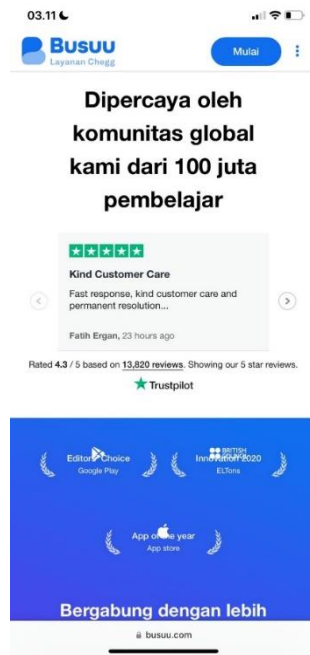 03.11
Busuu
Layanan Chegg
Mulai
Dipercaya oleh
komunitas global
kami dari 100 juta
pembelajar
Kind Customer Care
Fast response, kind customer care and
permanent resolution...
Fatih Ergan, 23 hours ago
Rated 4.3 / 5 based on 13,820 reviews. Showing our 5 star reviews.
Trustpilot
Editors Choice
Google Play
BRITISH
Innovation 2020
ELTons
App of the year
App store
Bergabung dengan lebih
busuu.com